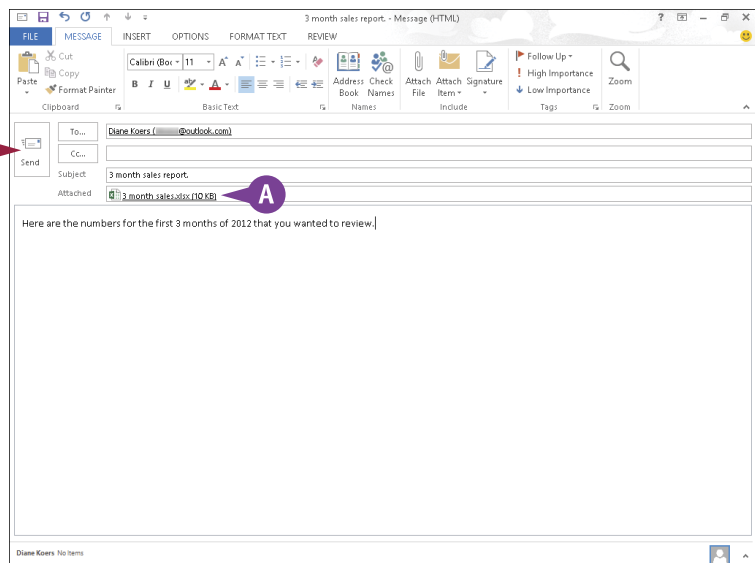 3 month sales report. - Message (HTML)
FILE MESSAGE INSERT OPTIONS FORMAT TEXT REVIEW
Paste
Cut
Copy
Format Painter
Clipboard
Calibri (Boc 11 A A
B I U A
Basic Text
Address Book
Check Names
Names
Attach File
Attach Item
Signature
Include
Follow Up
! High Importance
Low Importance
Tags
Zoom
Zoom
Send
To... Diane Koers ( @outlook.com)
Cc...
Subject 3 month sales report.
Attached 3 month sales.xlsx (10 KB) A
Here are the numbers for the first 3 months of 2012 that you wanted to review.
Diane Koers No Items